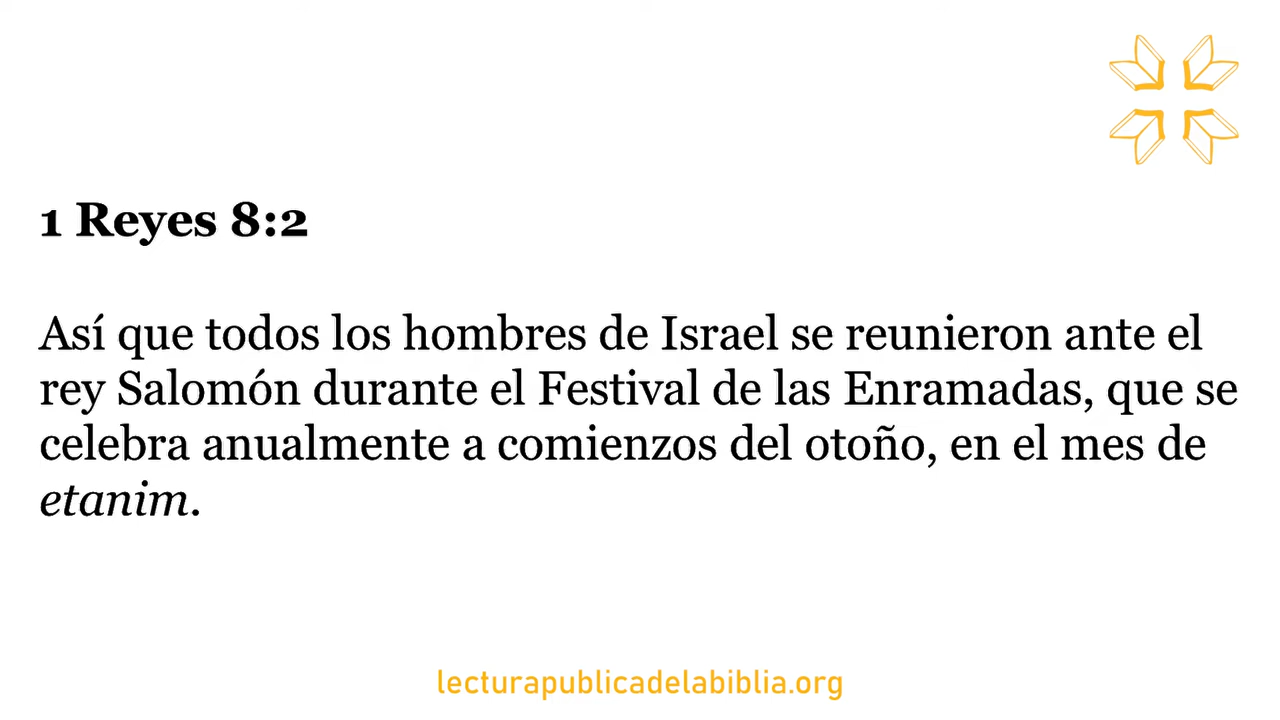 1 Reyes 8:2
Así que todos los hombres de Israel se reunieron ante el
rey Salomón durante el Festival de las Enramadas, que se
celebra anualmente a comienzos del otoño, en el mes de
etanim.
lecturapublicadelabiblia.org